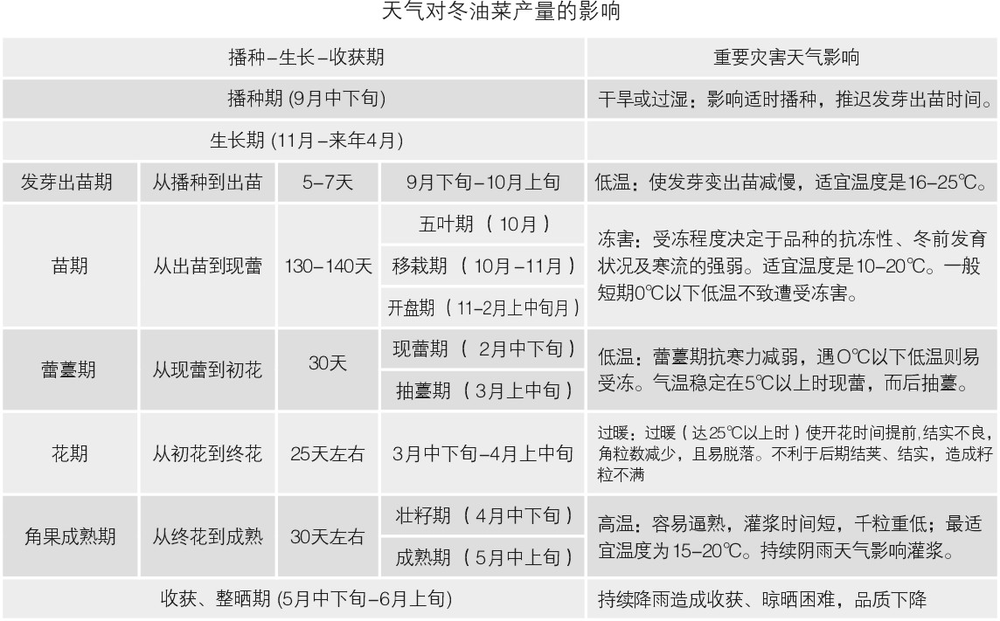 天气对冬油菜产量的影响
播种-生长-收获期
重要灾害天气影响
播种期 (9月中下旬)
干旱或过湿：影响适时播种，推迟发芽出苗时间。
生长期 (11月-来年4月)
发芽出苗期
从播种到出苗
5-7天
9月下旬-10月上旬
低温：使发芽变出苗减慢，适宜温度是16-25℃。
苗期
从出苗到现蕾
130-140天
五叶期（10月）
移栽期（10月-11月）
开盘期（11-2月上中旬月）
冻害：受冻程度决定于品种的抗冻性、冬前发育
状况及寒流的强弱。适宜温度是10-20℃。一般
短期0℃以下低温不致遭受冻害。
蕾薹期
从现蕾到初花
30天
现蕾期（ 2月中下旬）
抽薹期（3月上中旬）
低温：蕾薹期抗寒力减弱，遇O℃以下低温则易
受冻。气温稳定在5℃以上时现蕾，而后抽薹。
花期
从初花到终花
25天左右
3月中下旬-4月上中旬
过暖：过暖（达25℃以上时）使开花时间提前,结实不良，
角粒数减少，且易脱落。不利于后期结荚、结实，造成籽
粒不满
角果成熟期
从终花到成熟
30天左右
壮籽期（4月中下旬）
成熟期（5月中上旬）
高温：容易逼熟，灌浆时间短，千粒重低；最适
宜温度为15-20℃。持续阴雨天气影响灌浆。
收获、整晒期 (5月中下旬-6月上旬)
持续降雨造成收获、晾晒困难，品质下降